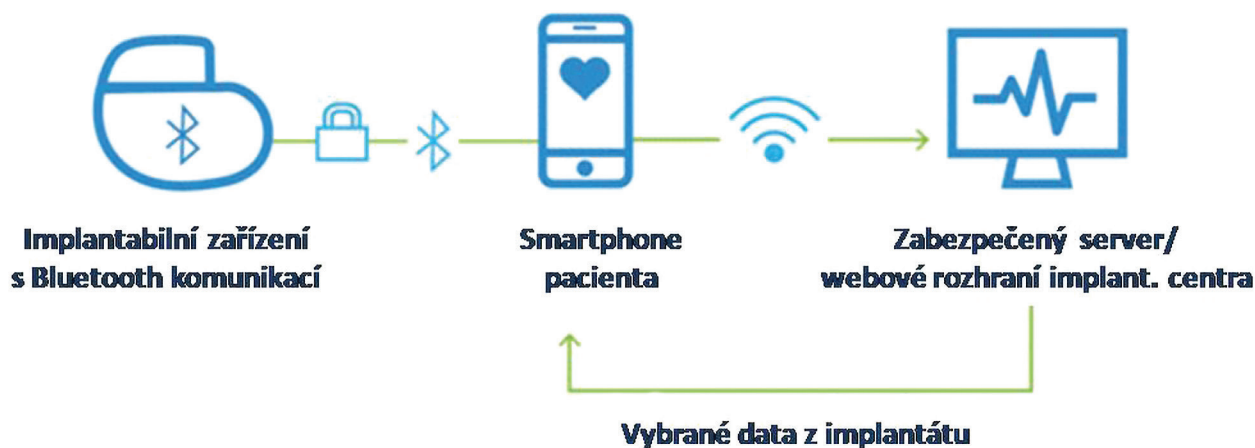 Implantabilní zařízení
s Bluetooth komunikací
Smartphone
pacienta
Zabezpečený server/
webové rozhraní implant. centra
Vybrané data z implantátu